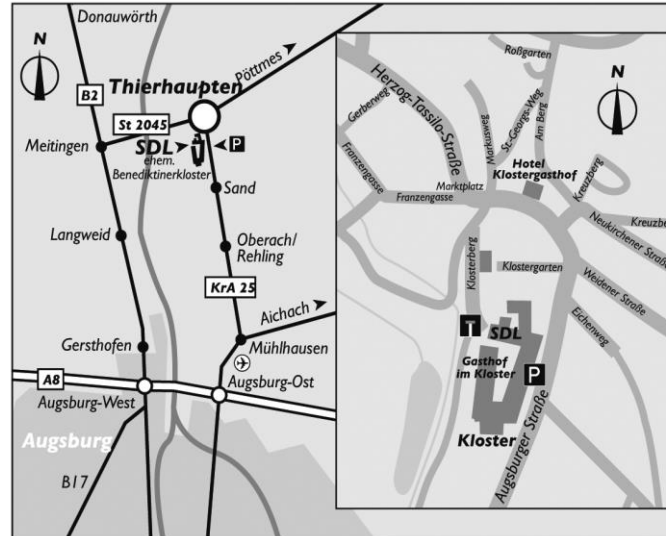 Donauwörth
N
B2
Thierhaupten
Pöttmes
St 2045
SDL
P
ehem.
Benediktinerkloster
Meitingen
Sand
Langweid
Oberach/
Rehling
KrA 25
Aichach
Gersthofen
Mühlhausen
A8
Augsburg-West
Augsburg-Ost
Augsburg
B17
Roßgarten
N
Herzog-Tassilo-Straße
Gerberweg
St-Georgs-Weg
Am Berg
Markusweg
Hotel
Klostergasthof
Kreuzberg
Franzengasse
Marktplatz
Franzengasse
Kreuzberg
Neukirchener Straße
Klosterberg
Klostergarten
Weidener Straße
Eichenweg
T
SDL
Gasthof
im Kloster
P
Kloster
Augsburger Straße